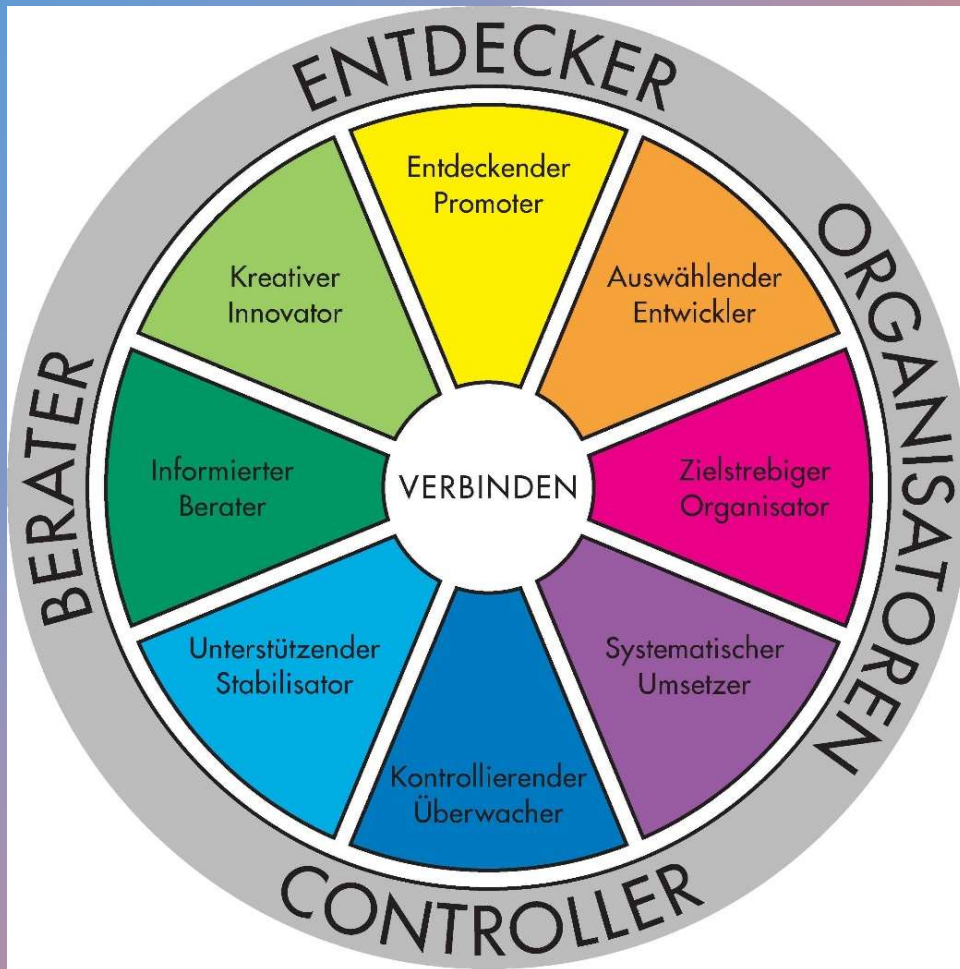 ENTDECKER
Entdeckender
Promoter
Kreativer
Innovator
Auswählender
Entwickler
ORGANISATOREN
BERATER
Informierter
Berater
VERBINDEN
Zielstrebiger
Organisator
Unterstützender
Stabilisator
Systematischer
Umsetzer
Kontrollierender
Überwacher
CONTROLLER